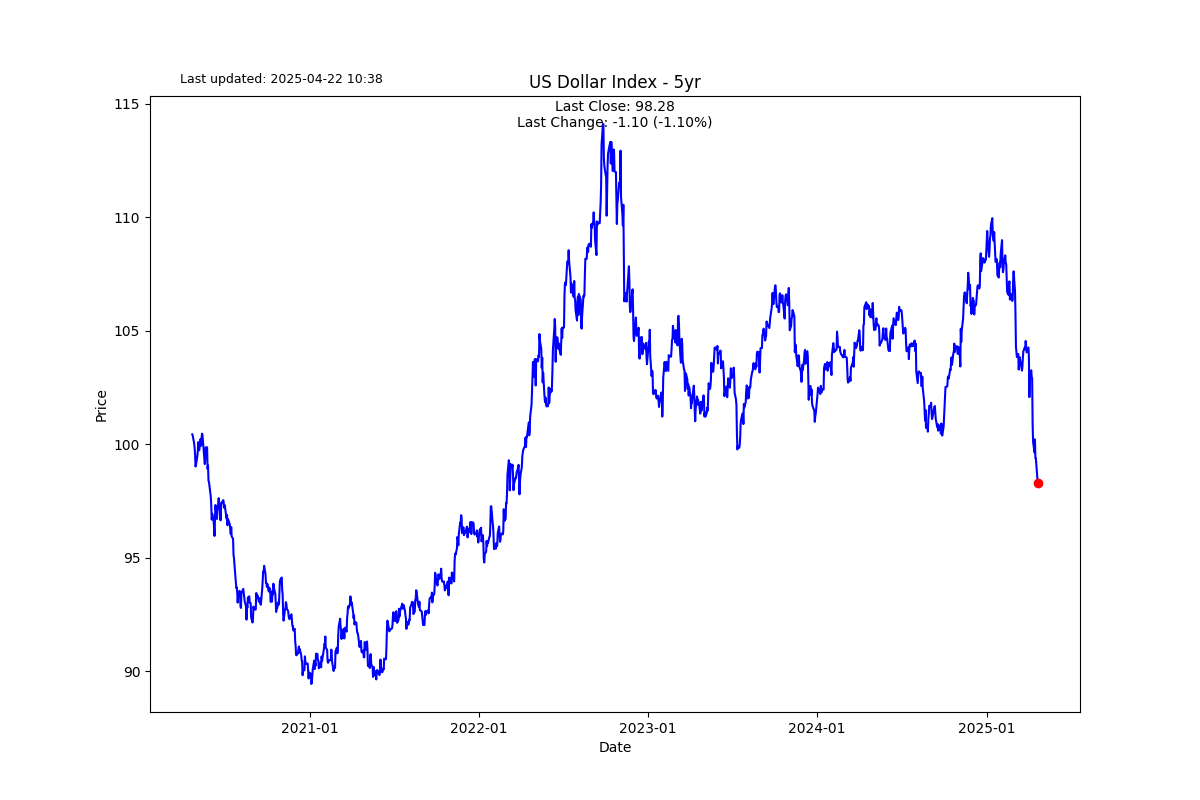 Last updated: 2025-04-22 10:38
US Dollar Index - 5yr
Last Close: 98.28
Last Change: -1.10 (-1.10%)
115
110
105
100
95
90
Price
2021-01
2022-01
2023-01
2024-01
2025-01
Date